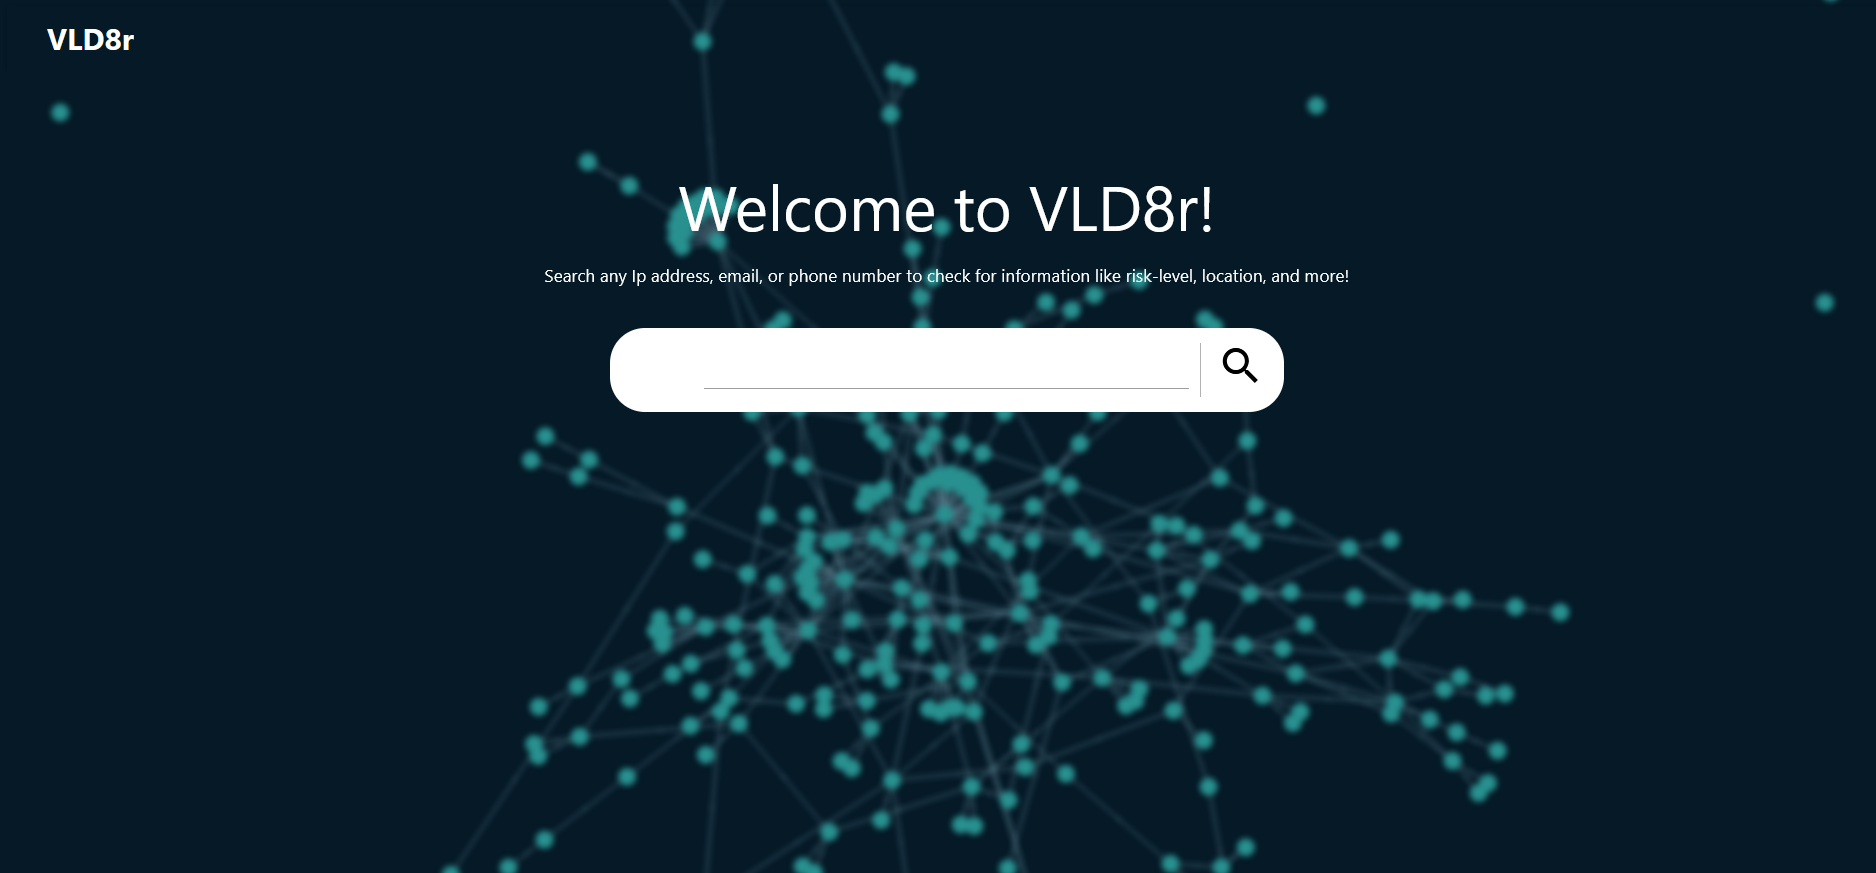 VLD8r
Welcome to VLD8r!
Search any Ip address, email, or phone number to check for information like risk-level, location, and more!